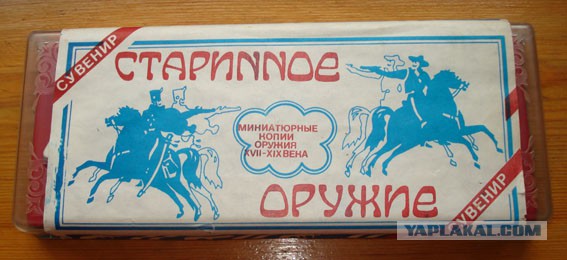 СУВЕНИР
СТАРИННОЕ
МИНИАТЮРНЫЕ
КОПИИ
ОРУЖИЯ
XVII-XIX ВЕКА
ОРУЖИЕ
СУВЕНИР
YAPLAKAL.COM